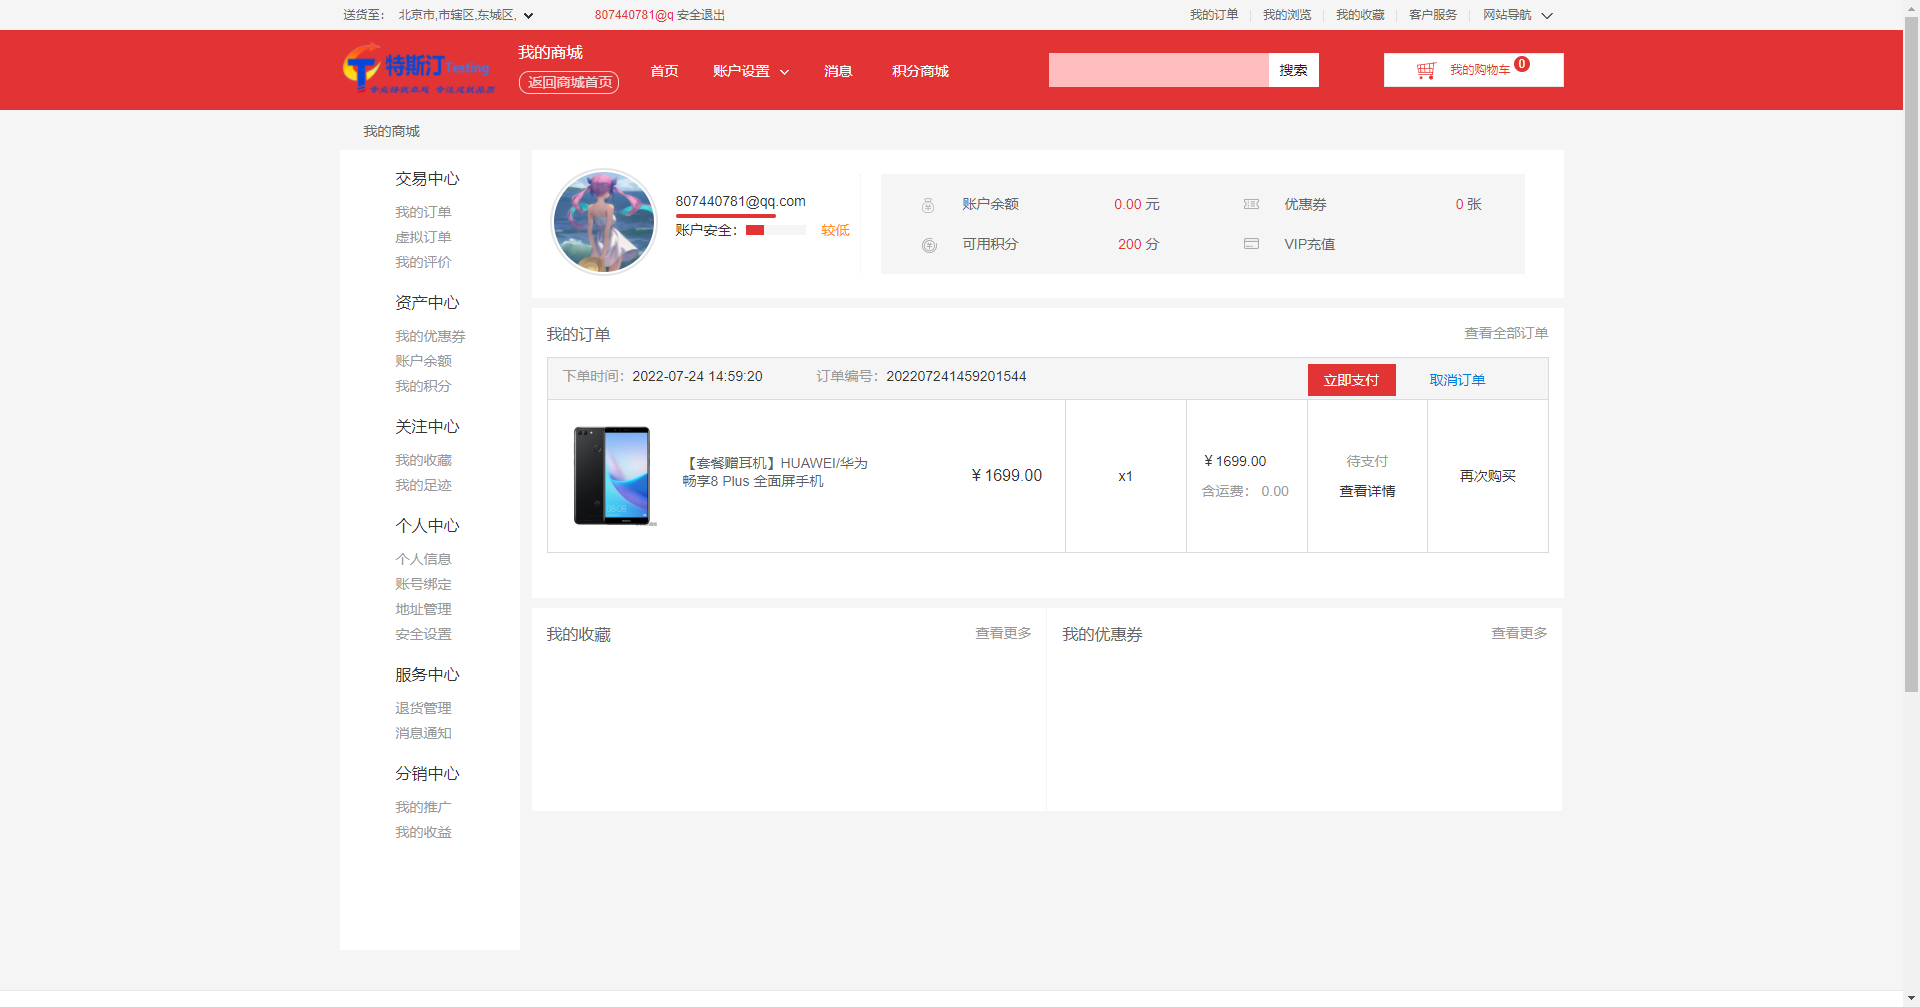 送货至： 北京市,市辖区,东城区,
807440781@q 安全退出
我的订单 我的浏览 我的收藏 客户服务 网站导航
特斯汀Testing
我的商城
返回商城首页
首页 账户设置 消息 积分商城
搜索
我的购物车 0
我的商城
交易中心
我的订单
虚拟订单
我的评价
资产中心
我的优惠券
账户余额
我的积分
关注中心
我的收藏
我的足迹
个人中心
个人信息
账号绑定
地址管理
安全设置
服务中心
退货管理
消息通知
分销中心
我的推广
我的收益
807440781@qq.com
账户安全： 较低
账户余额 0.00 元 优惠券 0 张
可用积分 200 分 VIP充值
我的订单 查看全部订单
下单时间：2022-07-24 14:59:20 订单编号：202207241459201544 立即支付 取消订单
【套餐赠耳机】HUAWEI/华为
畅享8 Plus 全面屏手机
08:08
￥1699.00
x1
￥1699.00
含运费： 0.00
待支付
查看详情
再次购买
我的收藏 查看更多
我的优惠券 查看更多